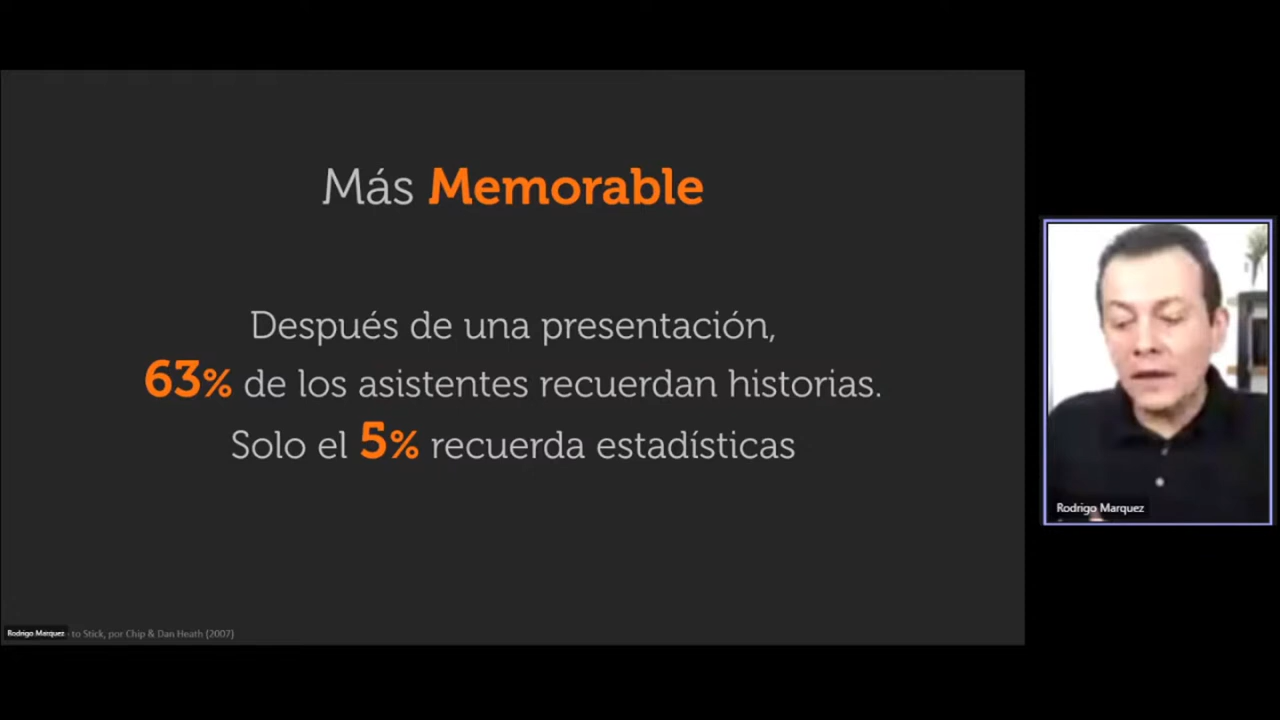 Más Memorable
Después de una presentación,
63% de los asistentes recuerdan historias.
Solo el 5% recuerda estadísticas
Rodrigo Marquez
to Stick, por Chip & Dan Heath (2007)
Rodrigo Marquez